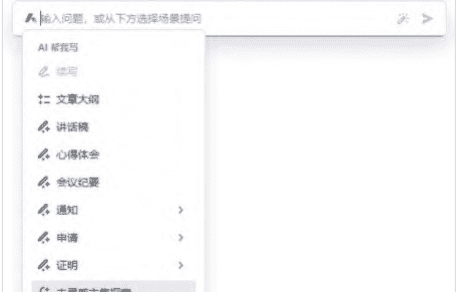 输入问题，或从下方选择场景提问
AI 帮我写
续写
文章大纲
讲话稿
心得体会
会议纪要
通知
申请
证明